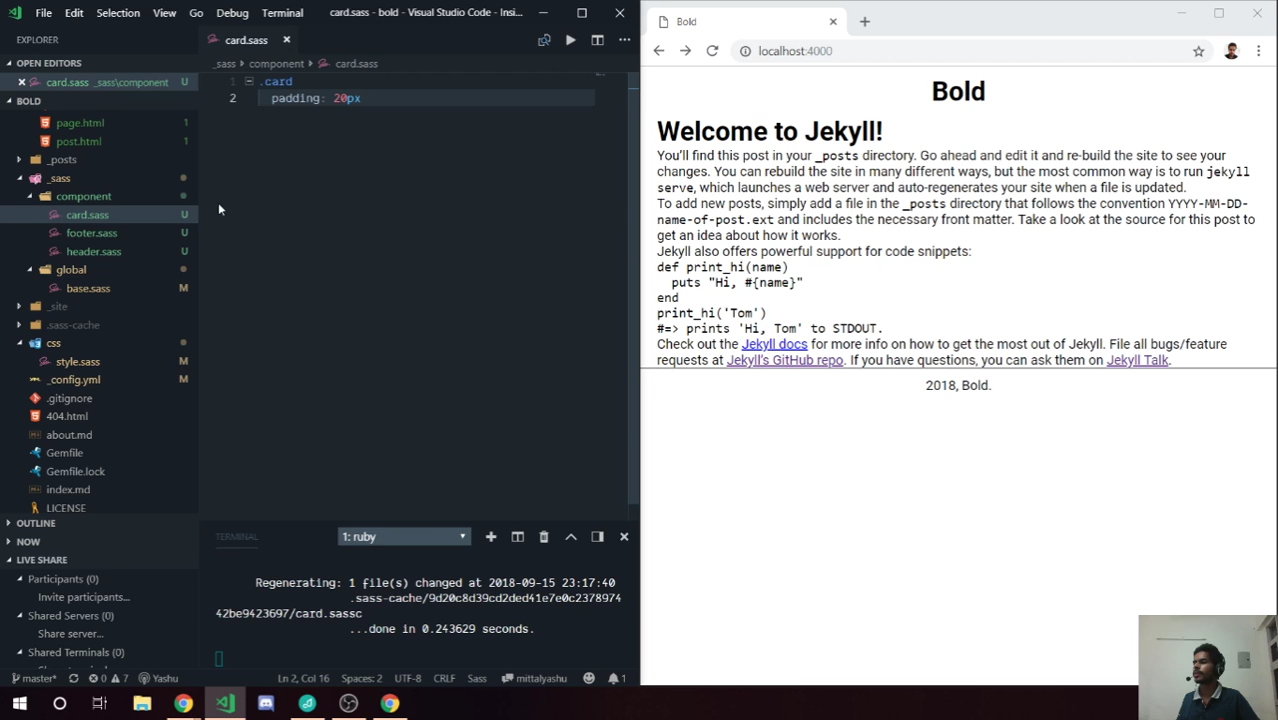 File Edit Selection View Go Debug Terminal card.sass - bold - Visual Studio Code - Insi...
EXPLORER
OPEN EDITORS
card.sass _sass\component U
BOLD
page.html 1
post.html 1
_posts
_sass
component
card.sass U
footer.sass U
header.sass U
global
base.sass M
_site
.sass-cache
css
style.sass M
_config.yml M
.gitignore
404.html
about.md
Gemfile
Gemfile.lock
index.md
LICENSE
OUTLINE
NOW
LIVE SHARE
Participants (0)
Invite participants...
Shared Servers (0)
Share server...
Shared Terminals (0)
card.sass
_sass component card.sass
1 .card
2 padding: 20px
TERMINAL 1: ruby
Regenerating: 1 file(s) changed at 2018-09-15 23:17:40
.sass-cache/9d20c8d39cd2ded41e7e0c2378974
42be9423697/card.sassc
...done in 0.243629 seconds.
master* 0 7 Yashu Ln 2, Col 16 Spaces: 2 UTF-8 CRLF Sass mittalyashu 1
Bold
localhost:4000
Bold
Welcome to Jekyll!
You'll find this post in your _posts directory. Go ahead and edit it and re-build the site to see your
changes. You can rebuild the site in many different ways, but the most common way is to run jekyll
serve, which launches a web server and auto-regenerates your site when a file is updated.
To add new posts, simply add a file in the _posts directory that follows the convention YYYY-MM-DD-
name-of-post.ext and includes the necessary front matter. Take a look at the source for this post to
get an idea about how it works.
Jekyll also offers powerful support for code snippets:
def print_hi(name)
puts "Hi, #{name}"
end
print_hi('Tom')
#=> prints 'Hi, Tom' to STDOUT.
Check out the Jekyll docs for more info on how to get the most out of Jekyll. File all bugs/feature
requests at Jekyll's GitHub repo. If you have questions, you can ask them on Jekyll Talk.
2018, Bold.